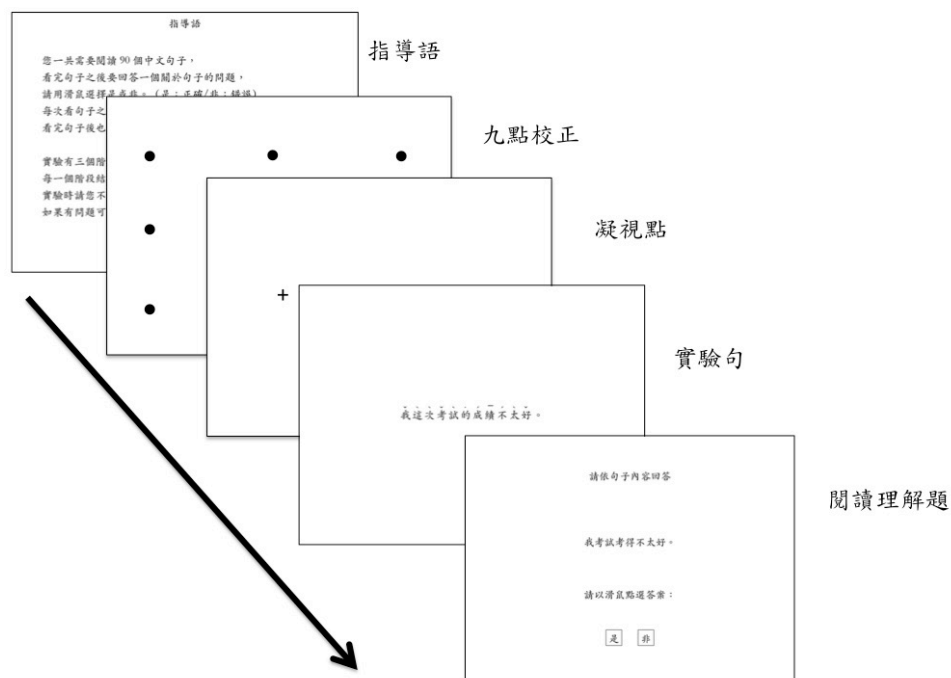 指導語
您一共需要閱讀 90 個中文句子，
看完句子之後要回答一個關於句子的問題，
請用滑鼠選擇是或非。（是：正確/非：錯誤）
每次看句子之
看完句子後也
實驗有三個階
每一個階段結
實驗時請您不
如果有問題可
指導語
九點校正
+
凝視點
我這次考試的成績不太好。
實驗句
請依句子內容回答
我考試考得不太好。
請以滑鼠點選答案：
是 非
閱讀理解題